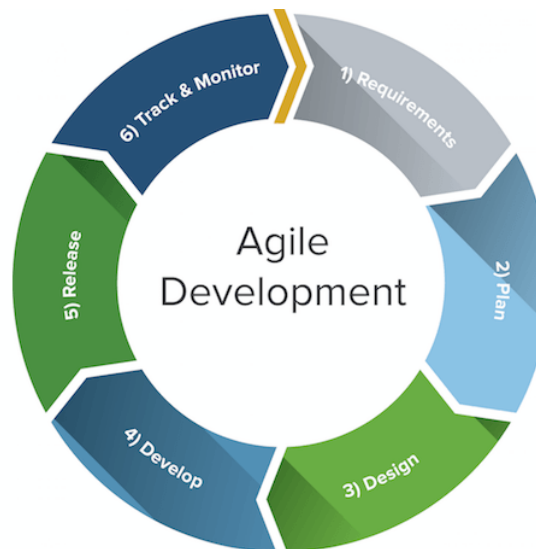 Agile
Development
1) Requirements
2) Plan
3) Design
4) Develop
5) Release
6) Track & Monitor